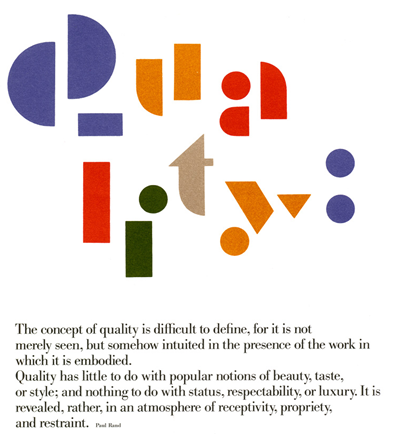 Qua
lity:
The concept of quality is difficult to define, for it is not
merely seen, but somehow intuited in the presence of the work in
which it is embodied.
Quality has little to do with popular notions of beauty, taste,
or style; and nothing to do with status, respectability, or luxury. It is
revealed, rather, in an atmosphere of receptivity, propriety,
and restraint. Paul Rand